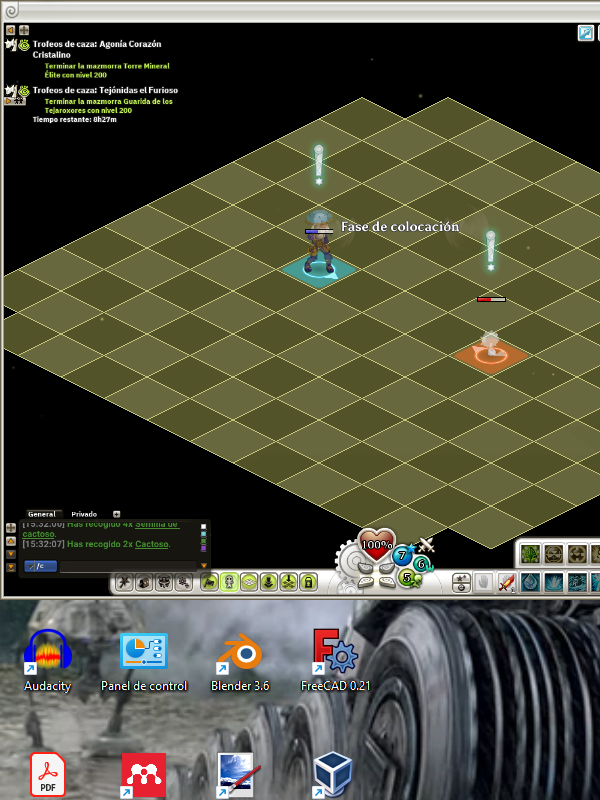 Trofeos de caza: Agonía Corazón
Cristalino
Terminar la mazmorra Torre Mineral
Élite con nivel 200
Trofeos de caza: Tejónidas el Furioso
Terminar la mazmorra Guarida de los
Tejaroxores con nivel 200
Tiempo restante: 8h27m
Fase de colocación
General Privado
[15:32:00] Has recogido 4x Semilla de
cactoso.
[15:32:07] Has recogido 2x Cactoso.
/c
100%
7
6
5
Audacity
Panel de control
Blender 3.6
FreeCAD 0.21
PDF